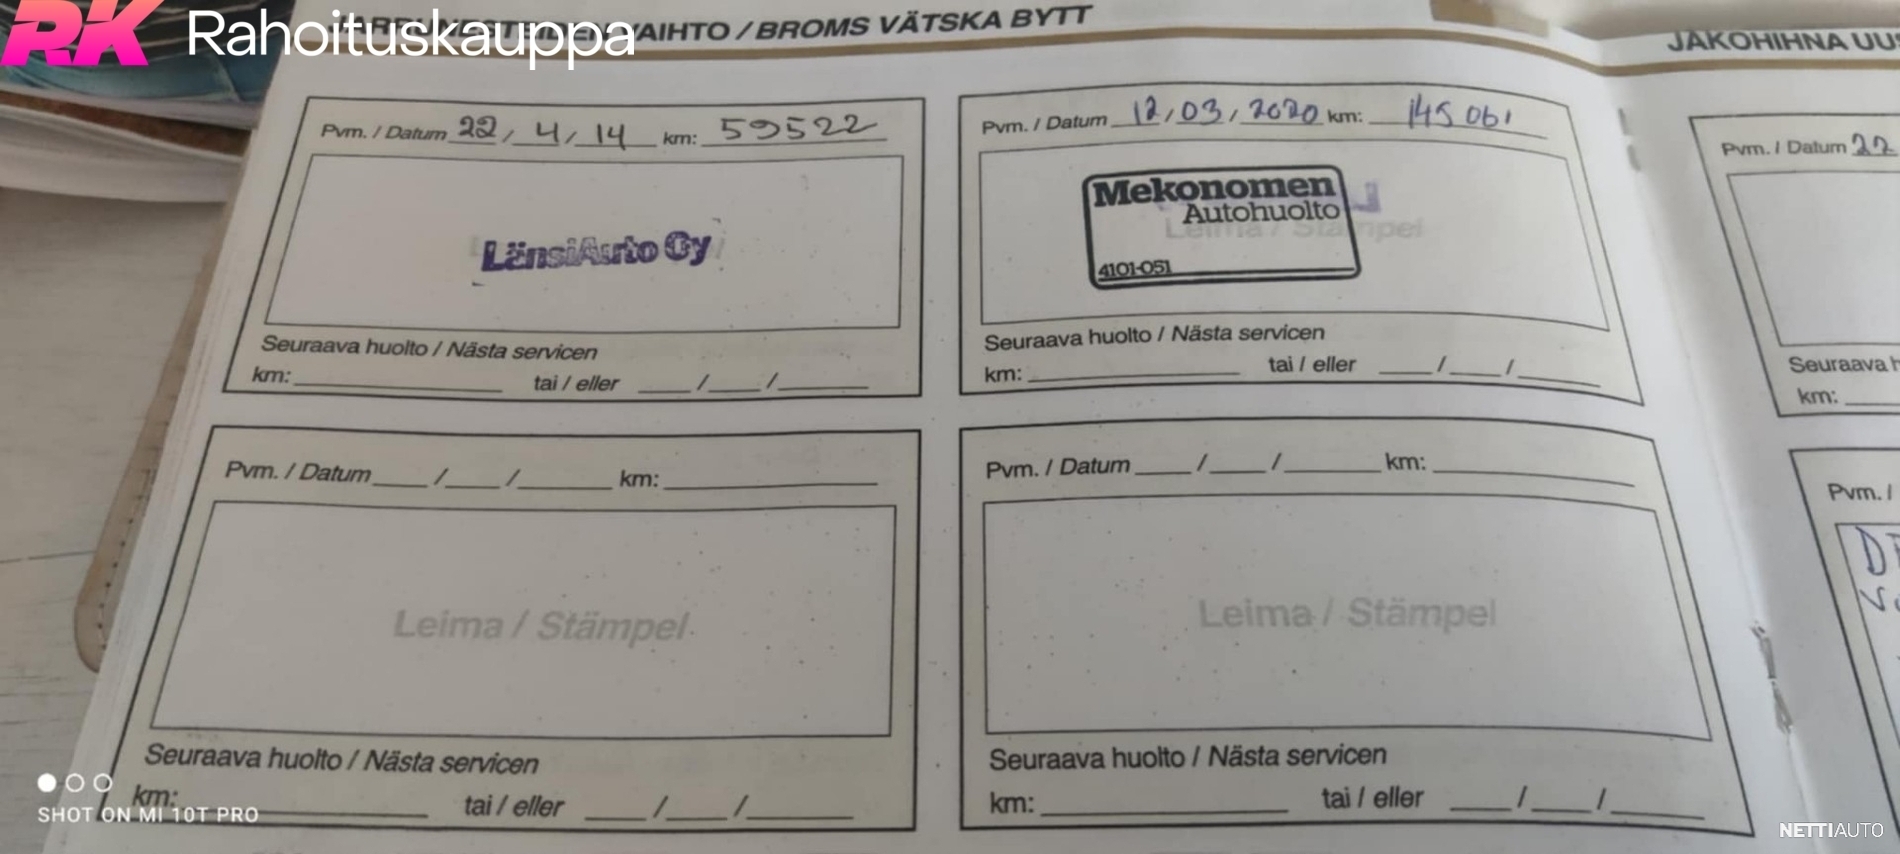 RK Rahoituskauppa
VAIHTO / BROMS VÄTSKA BYTT
JAKOHIHNA UUS
Pvm. / Datum 22 / 4 / 14 km: 59522
LänsiAuto Oy
Seuraava huolto / Nästa servicen
km: tai / eller / /
Pvm. / Datum 12 / 03 / 2020 km: 145 061
Mekonomen
Autohuolto
Leima / Stämpel
4101-051
Seuraava huolto / Nästa servicen
km: tai / eller / /
Pvm. / Datum 22
Seuraava h
km:
Pvm. / Datum / / km:
Leima / Stämpel
Seuraava huolto / Nästa servicen
km: tai / eller / /
Pvm. / Datum / / km:
Leima / Stämpel
Seuraava huolto / Nästa servicen
km: tai / eller / /
Pvm. /
SHOT ON MI 10T PRO
NETTIAUTO